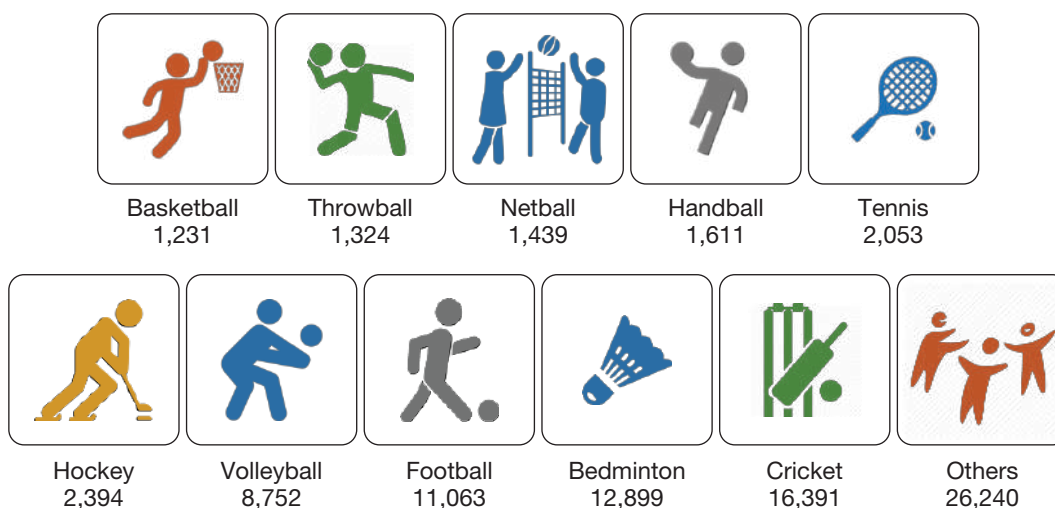 Basketball Throwball Netball Handball Tennis
1,231 1,324 1,439 1,611 2,053
Hockey Volleyball Football Bedminton Cricket Others
2,394 8,752 11,063 12,899 16,391 26,240